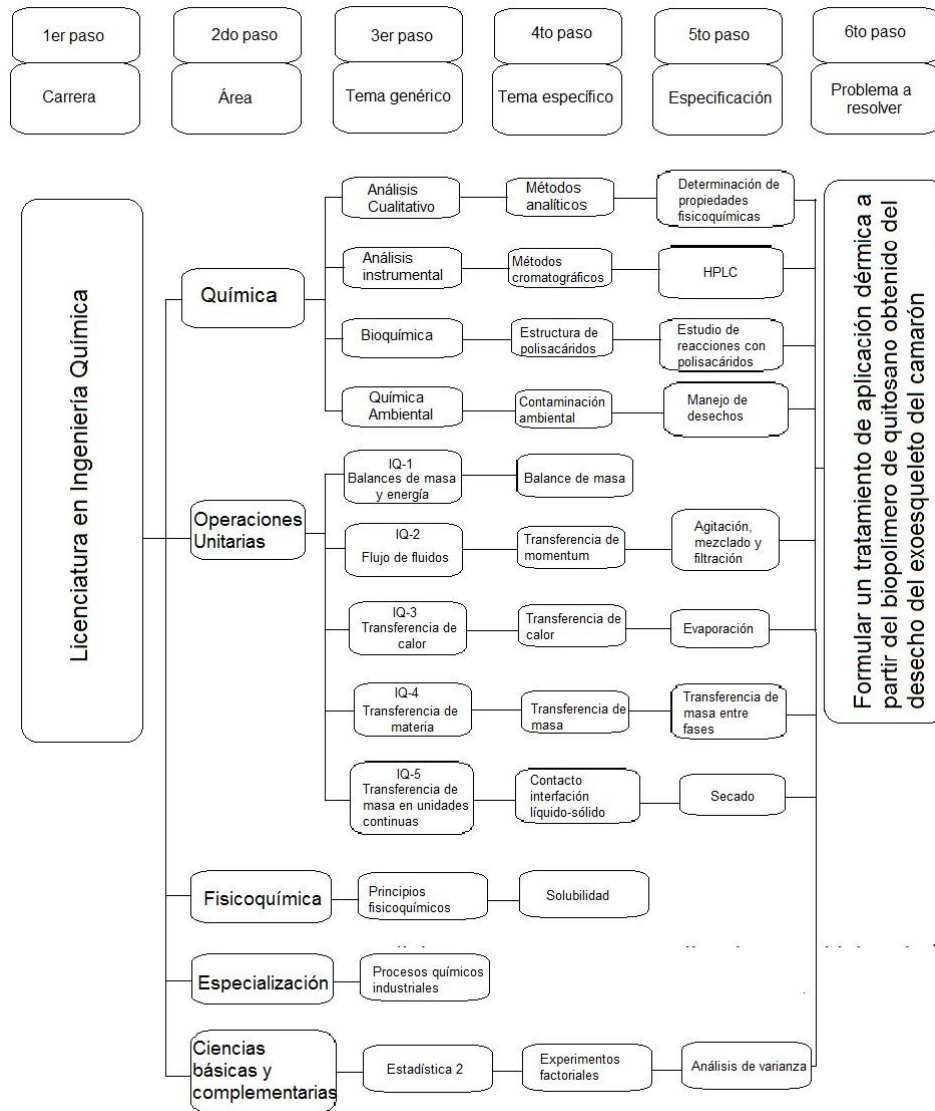 1er paso
2do paso
3er paso
4to paso
5to paso
6to paso
Carrera
Área
Tema genérico
Tema específico
Especificación
Problema a
resolver
Licenciatura en Ingeniería Química
Química
Análisis
Cualitativo
Métodos
analíticos
Determinación de
propiedades
fisicoquímicas
Análisis
instrumental
Métodos
cromatográficos
HPLC
Bioquímica
Estructura de
polisacáridos
Estudio de
reacciones con
polisacáridos
Química
Ambiental
Contaminación
ambiental
Manejo de
desechos
Operaciones
Unitarias
IQ-1
Balances de masa
y energía
Balance de masa
IQ-2
Flujo de fluidos
Transferencia de
momentum
Agitación,
mezclado y
filtración
IQ-3
Transferencia de
calor
Transferencia de
calor
Evaporación
IQ-4
Transferencia de
materia
Transferencia de
masa
Transferencia de
masa entre
fases
IQ-5
Transferencia de
masa en unidades
continuas
Contacto
interfación
líquido-sólido
Secado
Fisicoquímica
Principios
fisicoquímicos
Solubilidad
Especialización
Procesos químicos
industriales
Ciencias
básicas y
complementarias
Estadística 2
Experimentos
factoriales
Análisis de varianza
Formular un tratamiento de aplicación dérmica a
partir del biopolímero de quitosano obtenido del
desecho del exoesqueleto del camarón